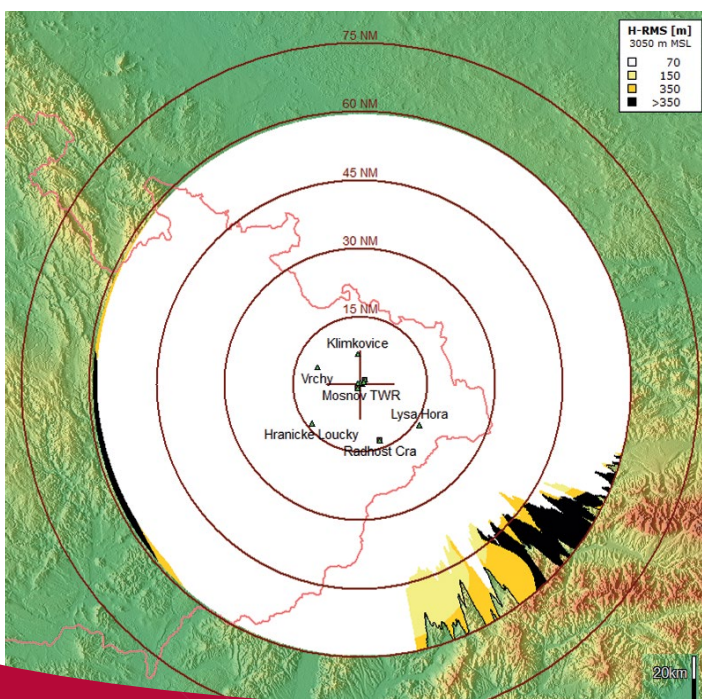 75 NM
H-RMS [m]
3050 m MSL
70
150
350
>350
60 NM
45 NM
30 NM
15 NM
Klimkovice
Vrchy
Mosnov TWR
Lysa Hora
Hranicke Loucky
Radhost Cra
20km